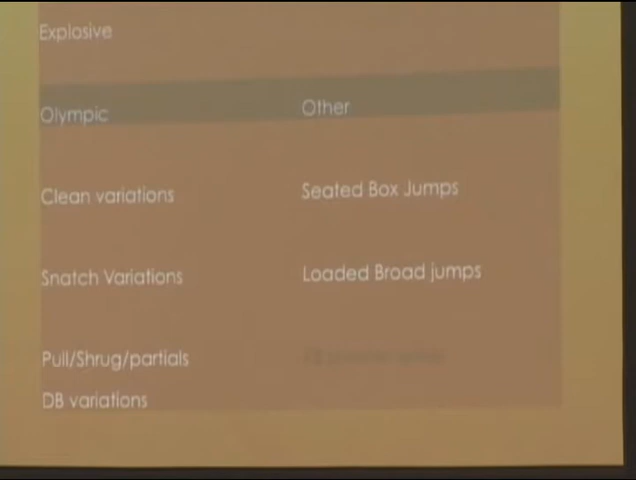 Explosive
Olympic Other
Clean variations Seated Box Jumps
Snatch Variations Loaded Broad jumps
Pull/Shrug/partials
DB variations